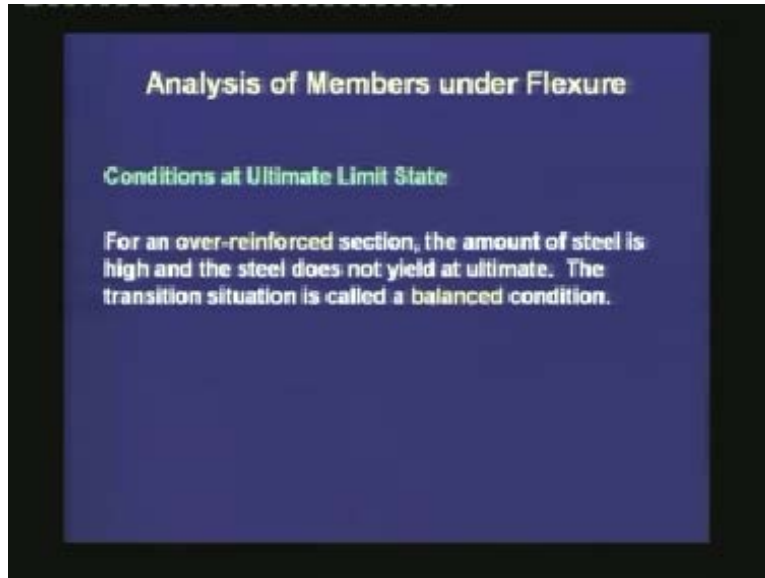 Analysis of Members under Flexure
Conditions at Ultimate Limit State
For an over-reinforced section, the amount of steel is
high and the steel does not yield at ultimate. The
transition situation is called a balanced condition.